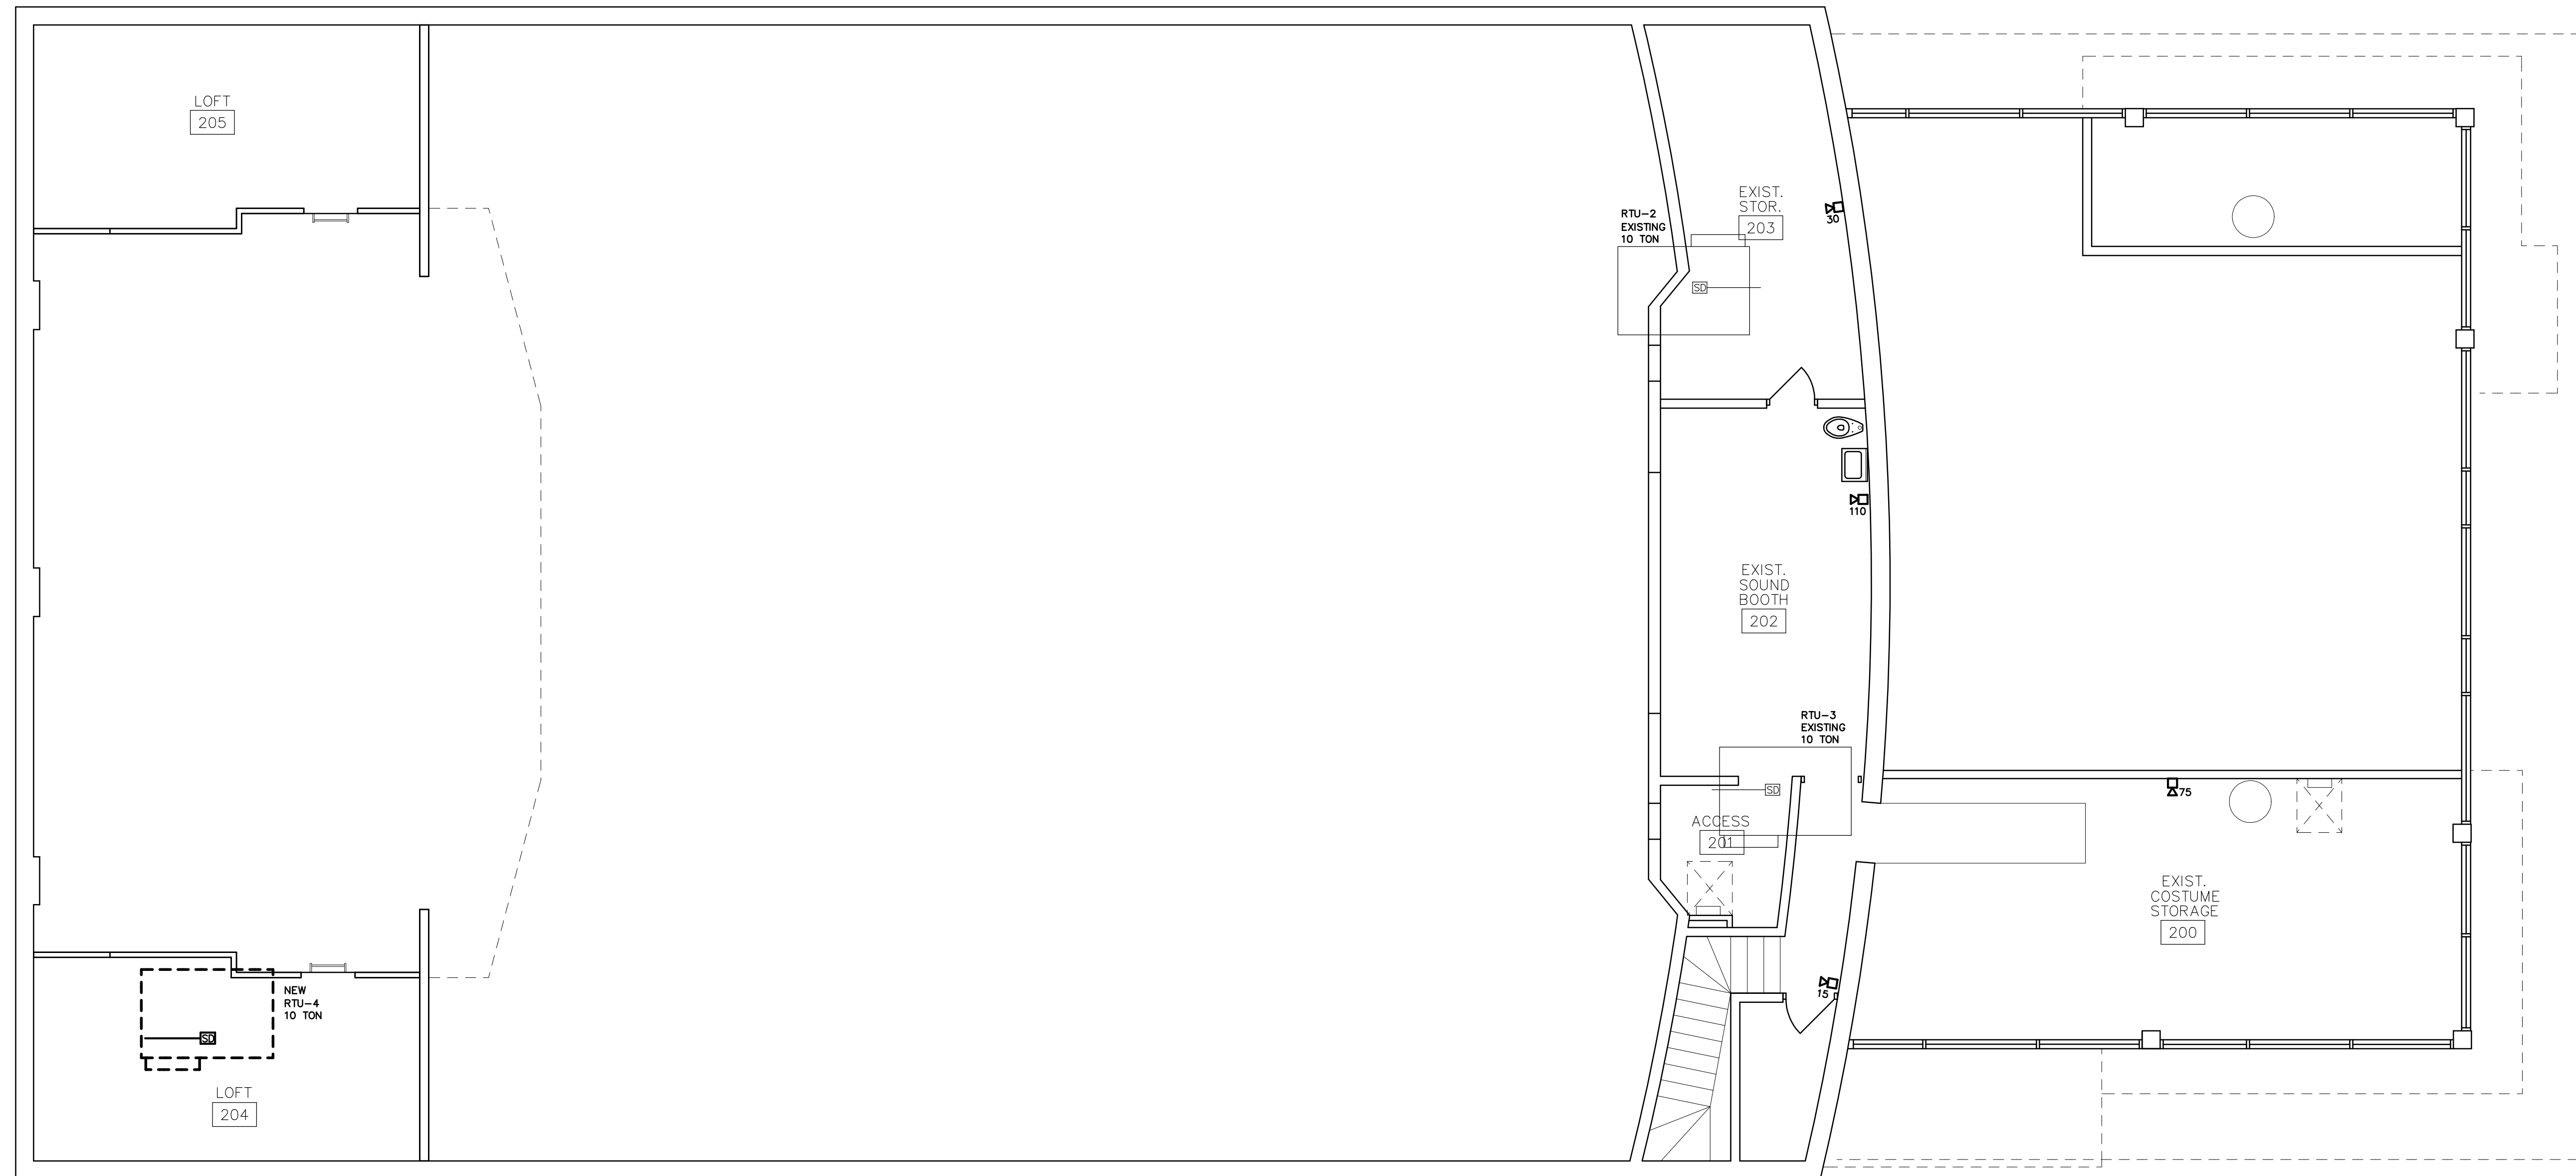 LOFT
205
EXIST.
STOR.
203
30
RTU-2
EXISTING
10 TON
SD
110
EXIST.
SOUND
BOOTH
202
RTU-3
EXISTING
10 TON
SD
75
ACCESS
201
EXIST.
COSTUME
STORAGE
200
15
NEW
RTU-4
10 TON
SD
LOFT
204